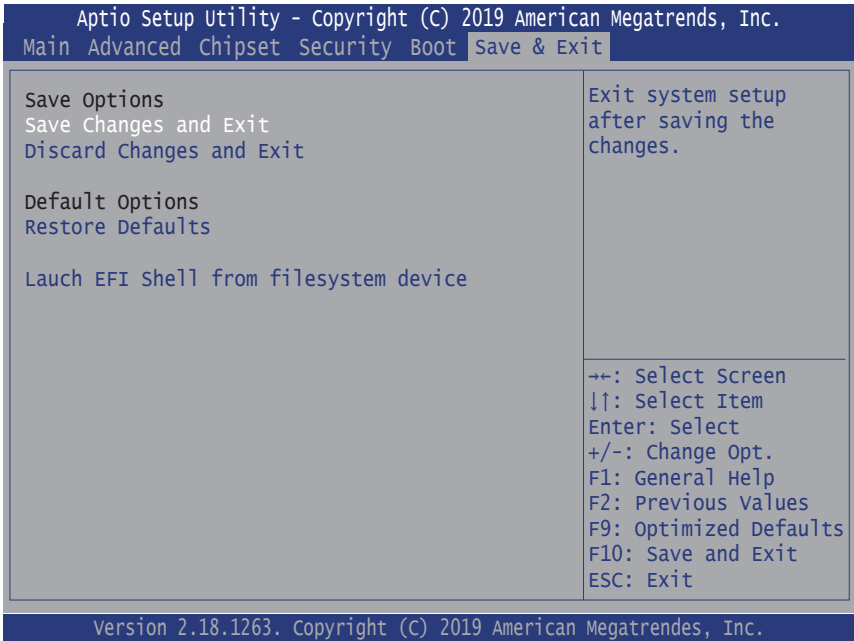 Aptio Setup Utility – Copyright (C) 2019 American Megatrends, Inc.
Main Advanced Chipset Security Boot Save & Exit
Save Options
Save Changes and Exit
Discard Changes and Exit
Default Options
Restore Defaults
Lauch EFI Shell from filesystem device
Exit system setup
after saving the
changes.
→←: Select Screen
↓↑: Select Item
Enter: Select
+/-: Change Opt.
F1: General Help
F2: Previous Values
F9: Optimized Defaults
F10: Save and Exit
ESC: Exit
Version 2.18.1263. Copyright (C) 2019 American Megatrendes, Inc.